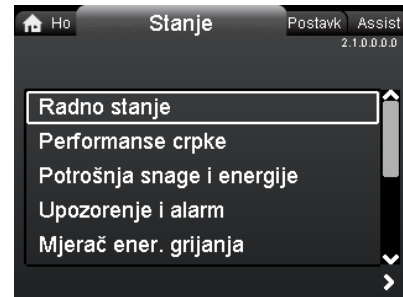 Ho Stanje Postavk Assist
2.1.0.0.0.0
Radno stanje
Performanse crpke
Potrošnja snage i energije
Upozorenje i alarm
Mjerač ener. grijanja